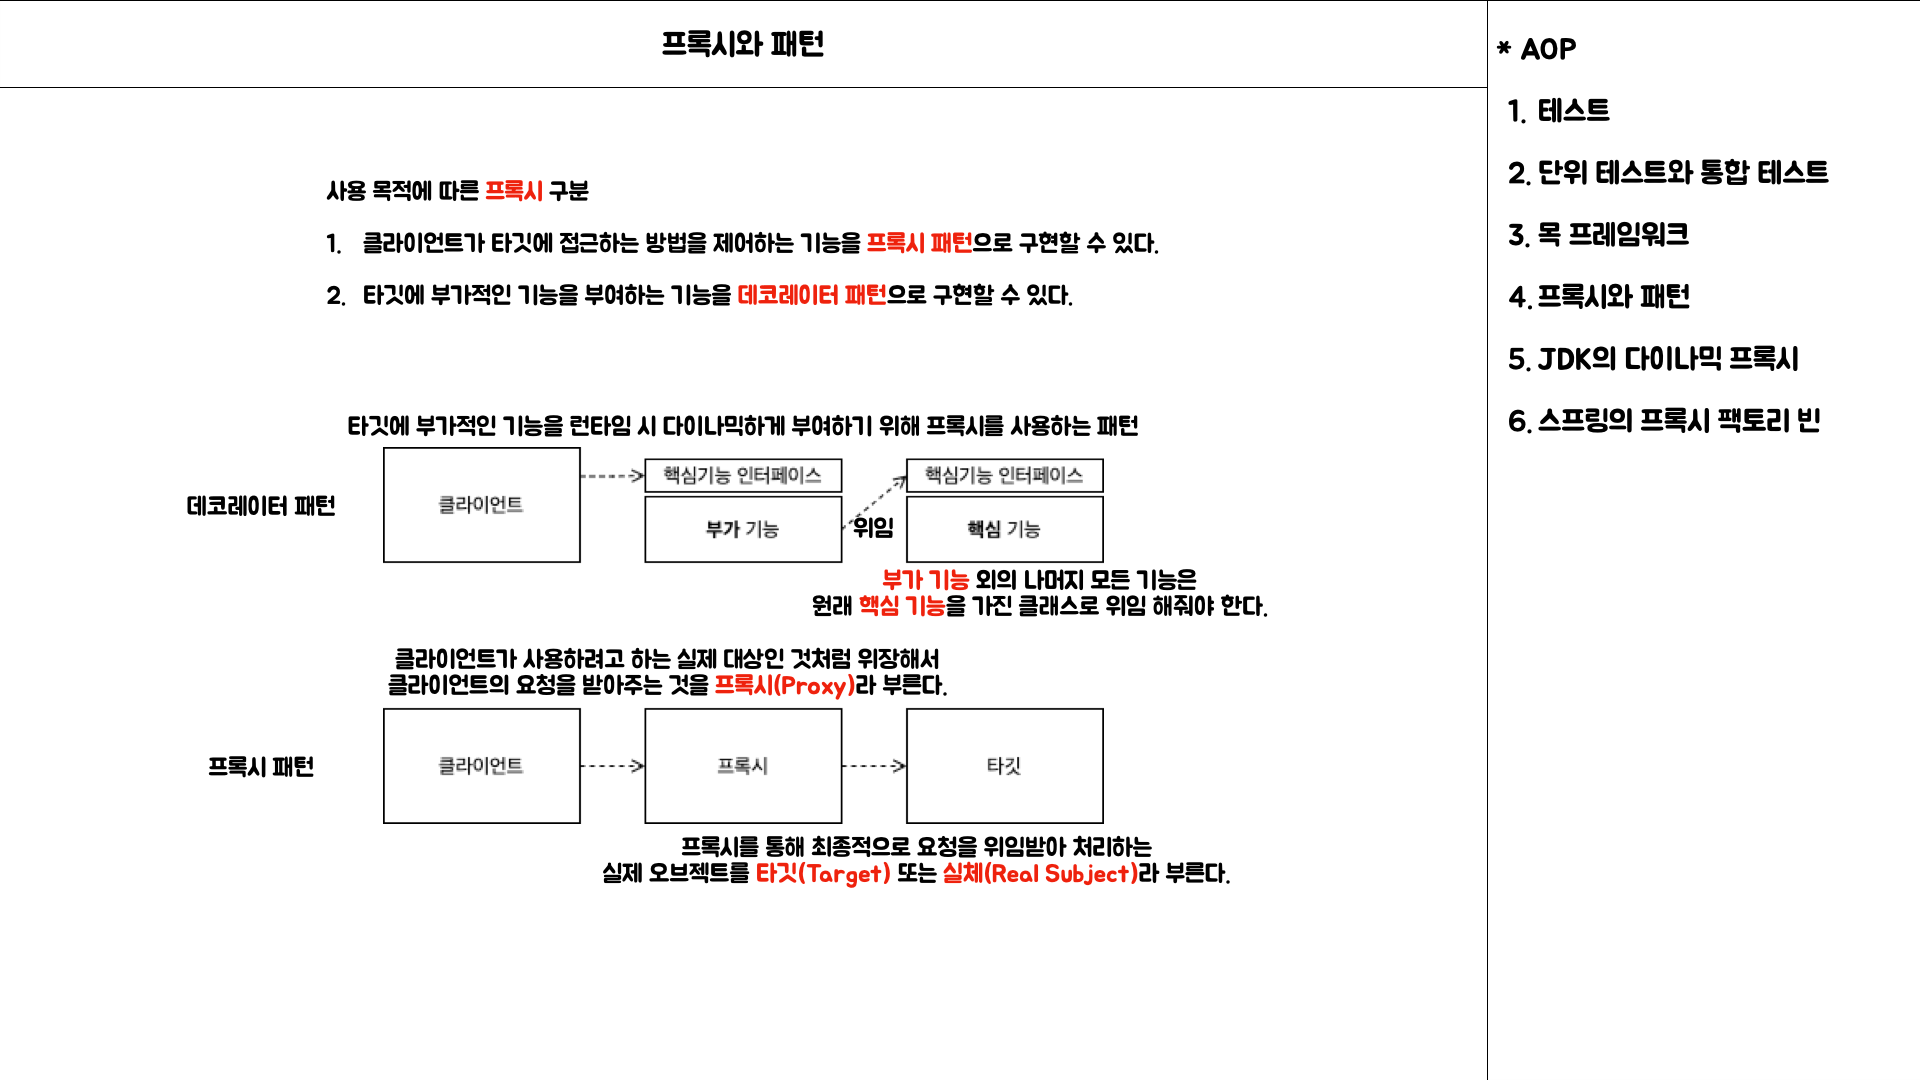 프록시와 패턴
사용 목적에 따른 프록시 구분
1. 클라이언트가 타깃에 접근하는 방법을 제어하는 기능을 프록시 패턴으로 구현할 수 있다.
2. 타깃에 부가적인 기능을 부여하는 기능을 데코레이터 패턴으로 구현할 수 있다.
타깃에 부가적인 기능을 런타임 시 다이나믹하게 부여하기 위해 프록시를 사용하는 패턴
데코레이터 패턴
클라이언트
핵심기능 인터페이스
부가 기능
위임
핵심기능 인터페이스
핵심 기능
부가 기능 외의 나머지 모든 기능은
원래 핵심 기능을 가진 클래스로 위임 해줘야 한다.
클라이언트가 사용하려고 하는 실제 대상인 것처럼 위장해서
클라이언트의 요청을 받아주는 것을 프록시(Proxy)라 부른다.
프록시 패턴
클라이언트
프록시
타깃
프록시를 통해 최종적으로 요청을 위임받아 처리하는
실제 오브젝트를 타깃(Target) 또는 실체(Real Subject)라 부른다.
* AOP
1. 테스트
2. 단위 테스트와 통합 테스트
3. 목 프레임워크
4. 프록시와 패턴
5. JDK의 다이나믹 프록시
6. 스프링의 프록시 팩토리 빈